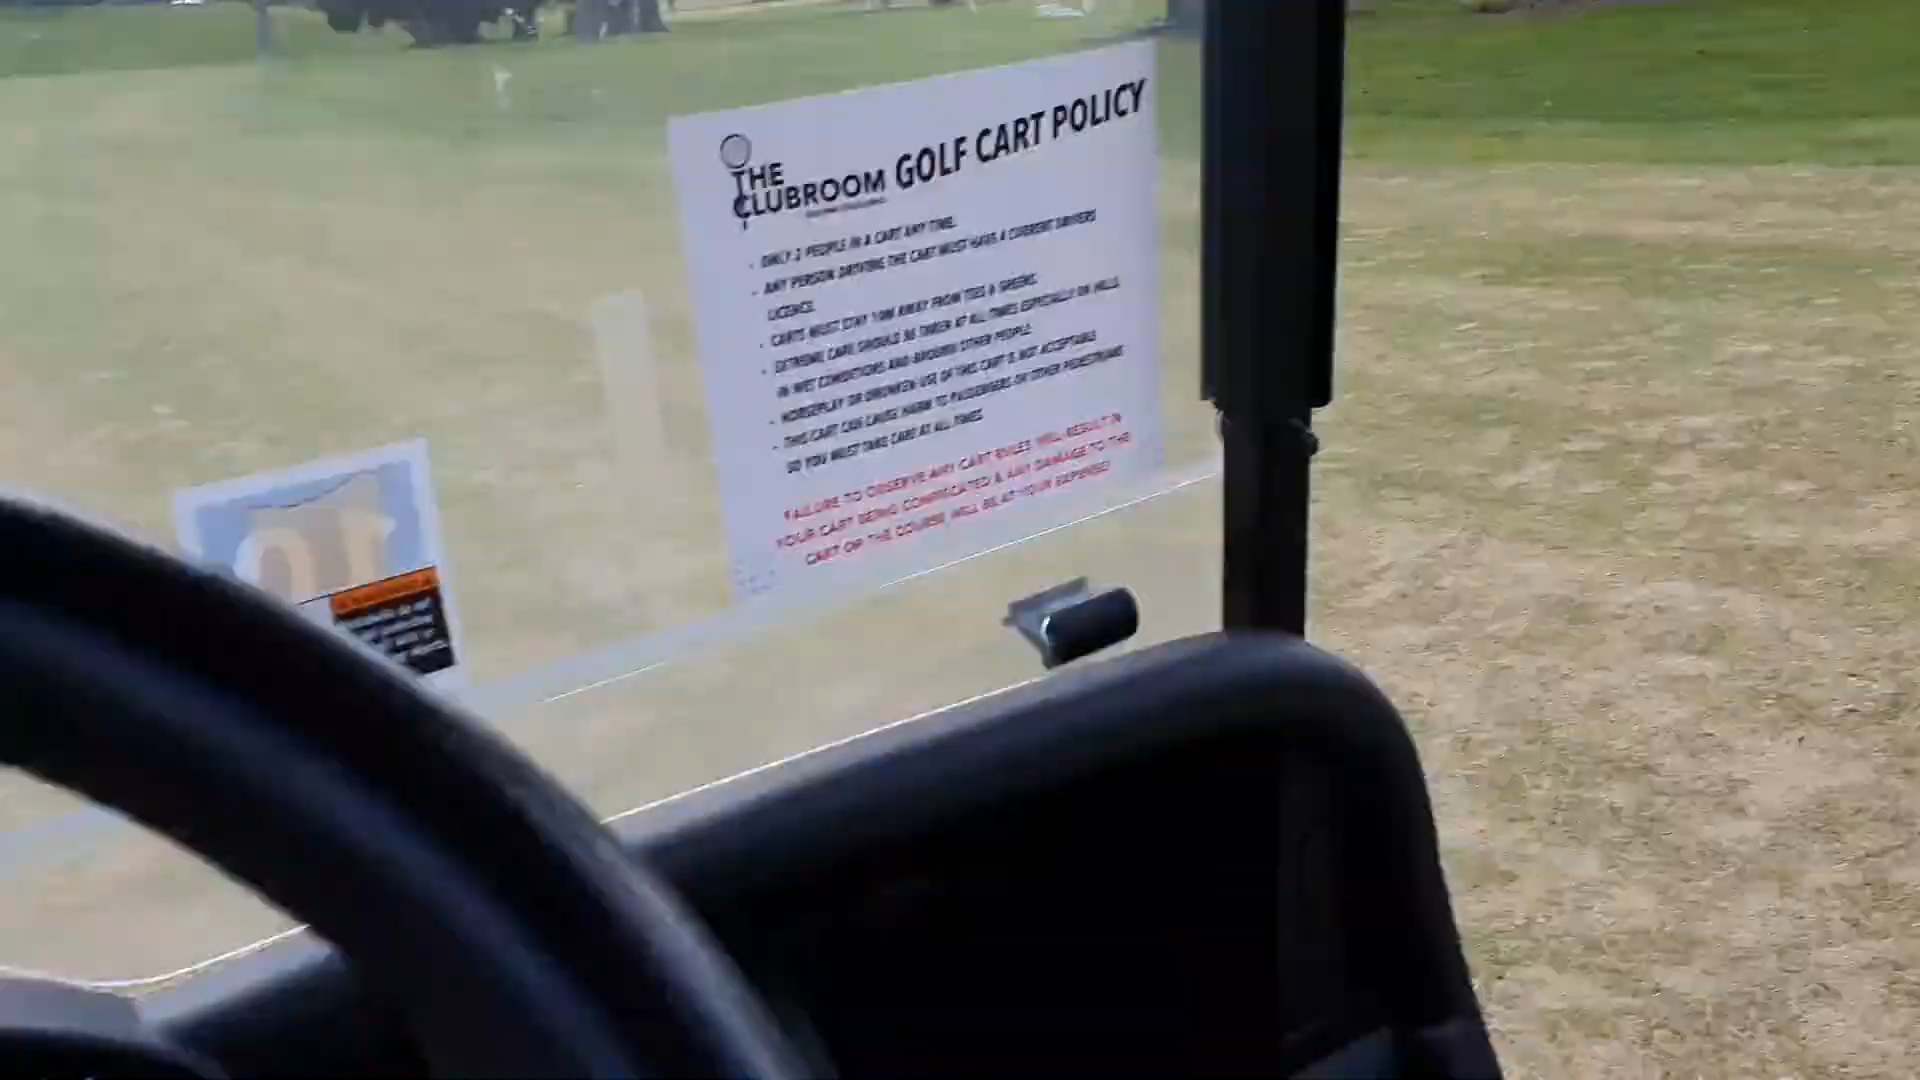 THE
CLUBROOM GOLF CART POLICY
• ONLY 2 PEOPLE IN A CART ANY TIME.
• ANY PERSON DRIVING THE CART MUST HAVE A CURRENT DRIVERS
LICENCE.
• CARTS MUST STAY 10M AWAY FROM TEES & GREENS.
• EXTREME CARE SHOULD BE TAKEN AT ALL TIMES ESPECIALLY ON HILLS
IN WET CONDITIONS AND AROUND OTHER PEOPLE.
• HORSEPLAY OR DRUNKEN USE OF THIS CART IS NOT ACCEPTABLE
• THIS CART CAN CAUSE HARM TO PASSENGERS OR OTHER PEDESTRIANS
SO YOU MUST TAKE CARE AT ALL TIMES
FAILURE TO OBSERVE ANY CART RULES WILL RESULT IN
YOUR CART BEING CONFISCATED & ANY DAMAGE TO THE
CART OR THE COURSE WILL BE AT YOUR EXPENSE!